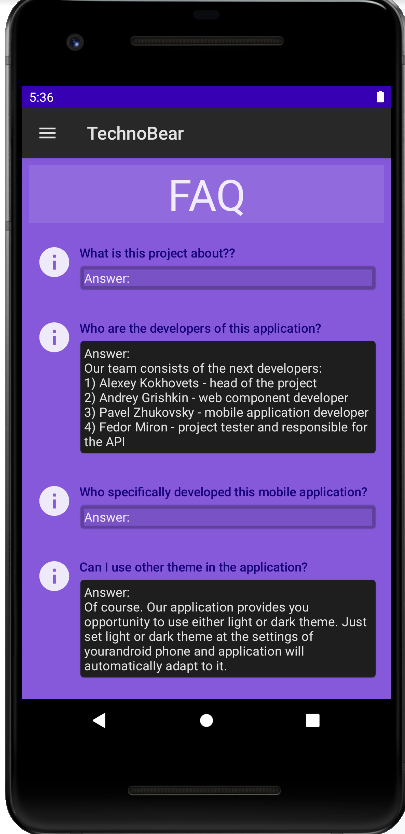 5:36
TechnoBear
FAQ
What is this project about??
Answer:
Who are the developers of this application?
Answer:
Our team consists of the next developers:
1) Alexey Kokhovets - head of the project
2) Andrey Grishkin - web component developer
3) Pavel Zhukovsky - mobile application developer
4) Fedor Miron - project tester and responsible for
the API
Who specifically developed this mobile application?
Answer:
Can I use other theme in the application?
Answer:
Of course. Our application provides you
opportunity to use either light or dark theme. Just
set light or dark theme at the settings of
yourandroid phone and application will
automatically adapt to it.